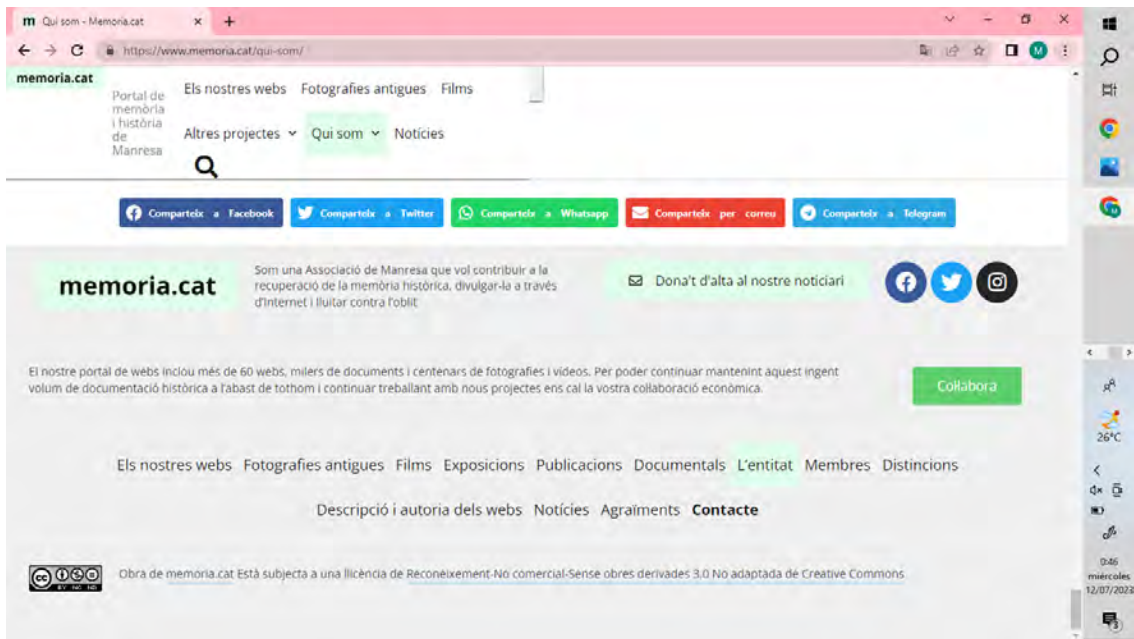 Qui som - Memoria.cat
https://www.memoria.cat/qui-som/
M
memoria.cat
Portal de
memòria
i història
de
Manresa
Els nostres webs Fotografies antigues Films
Altres projectes Qui som Notícies
Comparteix a Facebook Comparteix a Twitter Comparteix a Whatsapp Comparteix per correu Comparteix a Telegram
memoria.cat
Som una Associació de Manresa que vol contribuir a la
recuperació de la memòria històrica, divulgar-la a través
d'Internet i lluitar contra l'oblit
Dona't d'alta al nostre noticiari
El nostre portal de webs inclou més de 60 webs, milers de documents i centenars de fotografies i vídeos. Per poder continuar mantenint aquest ingent
volum de documentació històrica a l'abast de tothom i continuar treballant amb nous projectes ens cal la vostra col·laboració econòmica.
Col·labora
Els nostres webs Fotografies antigues Films Exposicions Publicacions Documentals L'entitat Membres Distincions
Descripció i autoria dels webs Notícies Agraïments Contacte
cc BY NC ND
Obra de memoria.cat Està subjecta a una llicència de Reconeixement-No comercial-Sense obres derivades 3.0 No adaptada de Creative Commons
26°C
0:46
miércoles
12/07/2023
3